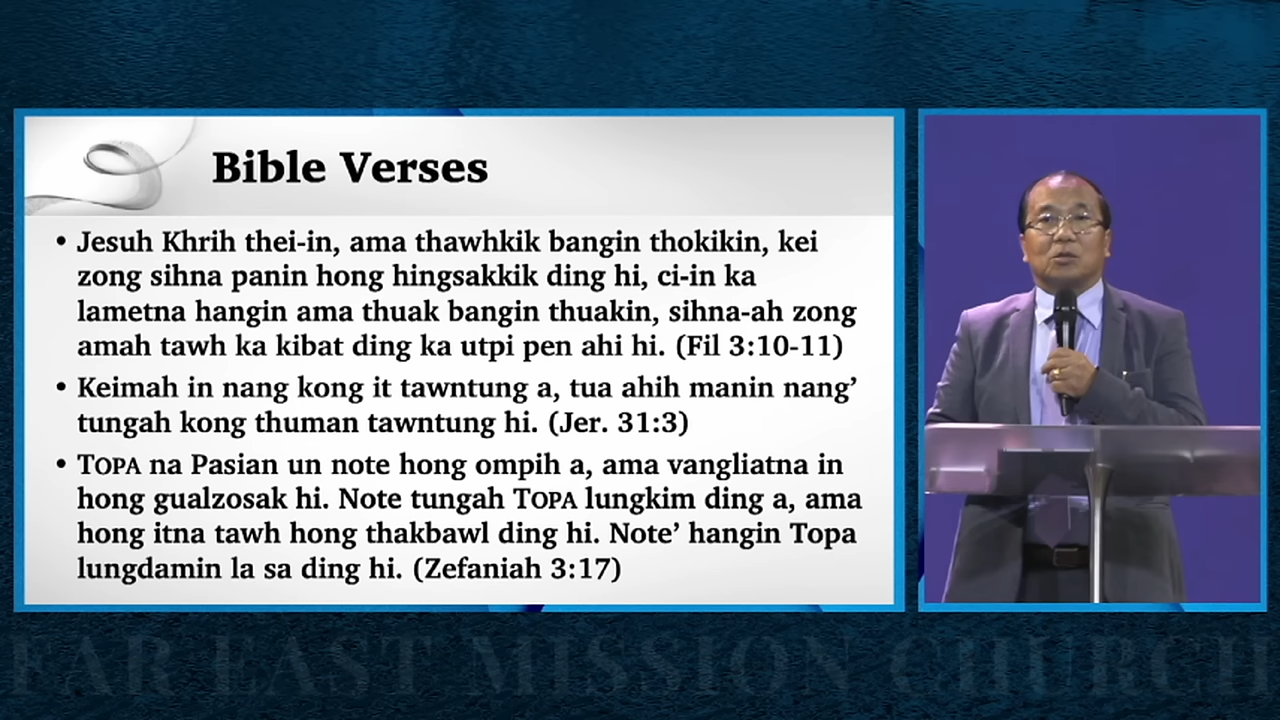 Bible Verses
• Jesuh Khrih thei-in, ama thawhkik bangin thokikin, kei
zong sihna panin hong hingsakkik ding hi, ci-in ka
lametna hangin ama thuak bangin thuakin, sihna-ah zong
amah tawh ka kibat ding ka utpi pen ahi hi. (Fil 3:10-11)
• Keimah in nang kong it tawntung a, tua ahih manin nang’
tungah kong thuman tawntung hi. (Jer. 31:3)
• TOPA na Pasian un note hong ompih a, ama vangliatna in
hong gualzosak hi. Note tungah TOPA lungkim ding a, ama
hong itna tawh hong thakbawl ding hi. Note’ hangin Topa
lungdamin la sa ding hi. (Zefaniah 3:17)
FAR EAST MISSION CHURCH